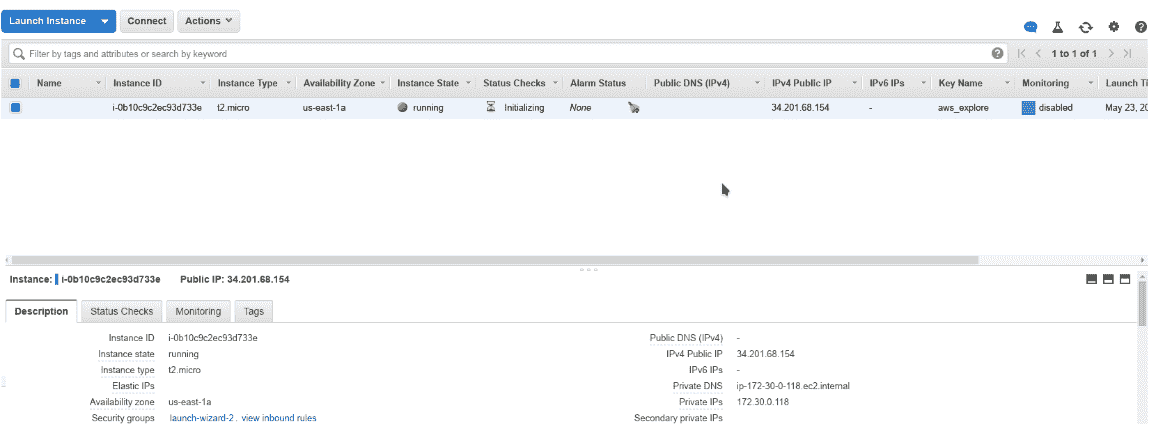 Launch Instance Connect Actions
Filter by tags and attributes or search by keyword 1 to 1 of 1
Name Instance ID Instance Type Availability Zone Instance State Status Checks Alarm Status Public DNS (IPv4) IPv4 Public IP IPv6 IPs Key Name Monitoring Launch Ti
i-0b10c9c2ec93d733e t2.micro us-east-1a running Initializing None 34.201.68.154 - aws_explore disabled May 23, 20
Instance: i-0b10c9c2ec93d733e Public IP: 34.201.68.154
Description Status Checks Monitoring Tags
Instance ID i-0b10c9c2ec93d733e Public DNS (IPv4) -
Instance state running IPv4 Public IP 34.201.68.154
Instance type t2.micro IPv6 IPs -
Elastic IPs Private DNS ip-172-30-0-118.ec2.internal
Availability zone us-east-1a Private IPs 172.30.0.118
Security groups launch-wizard-2. view inbound rules Secondary private IPs